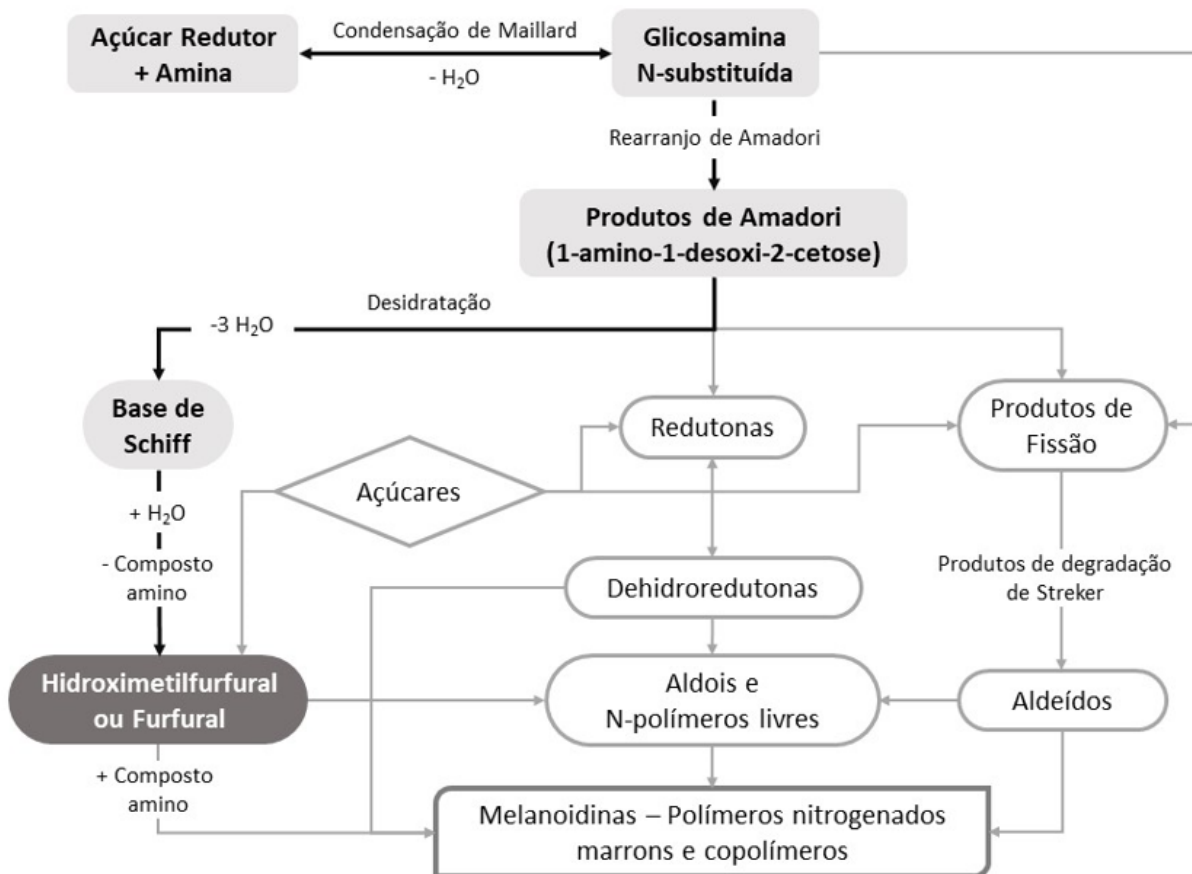 Açúcar Redutor
+ Amina
Condensação de Maillard
- H₂O
Glicosamina
N-substituída
Rearranjo de Amadori
Produtos de Amadori
(1-amino-1-desoxi-2-cetose)
Desidratação
-3 H₂O
Base de
Schiff
Redutonas
Produtos de
Fissão
Açúcares
+ H₂O
- Composto
amino
Dehidroredutonas
Produtos de degradação
de Streker
Hidroximetilfurfural
ou Furfural
Aldois e
N-polímeros livres
Aldeídos
+ Composto
amino
Melanoidinas – Polímeros nitrogenados
marrons e copolímeros